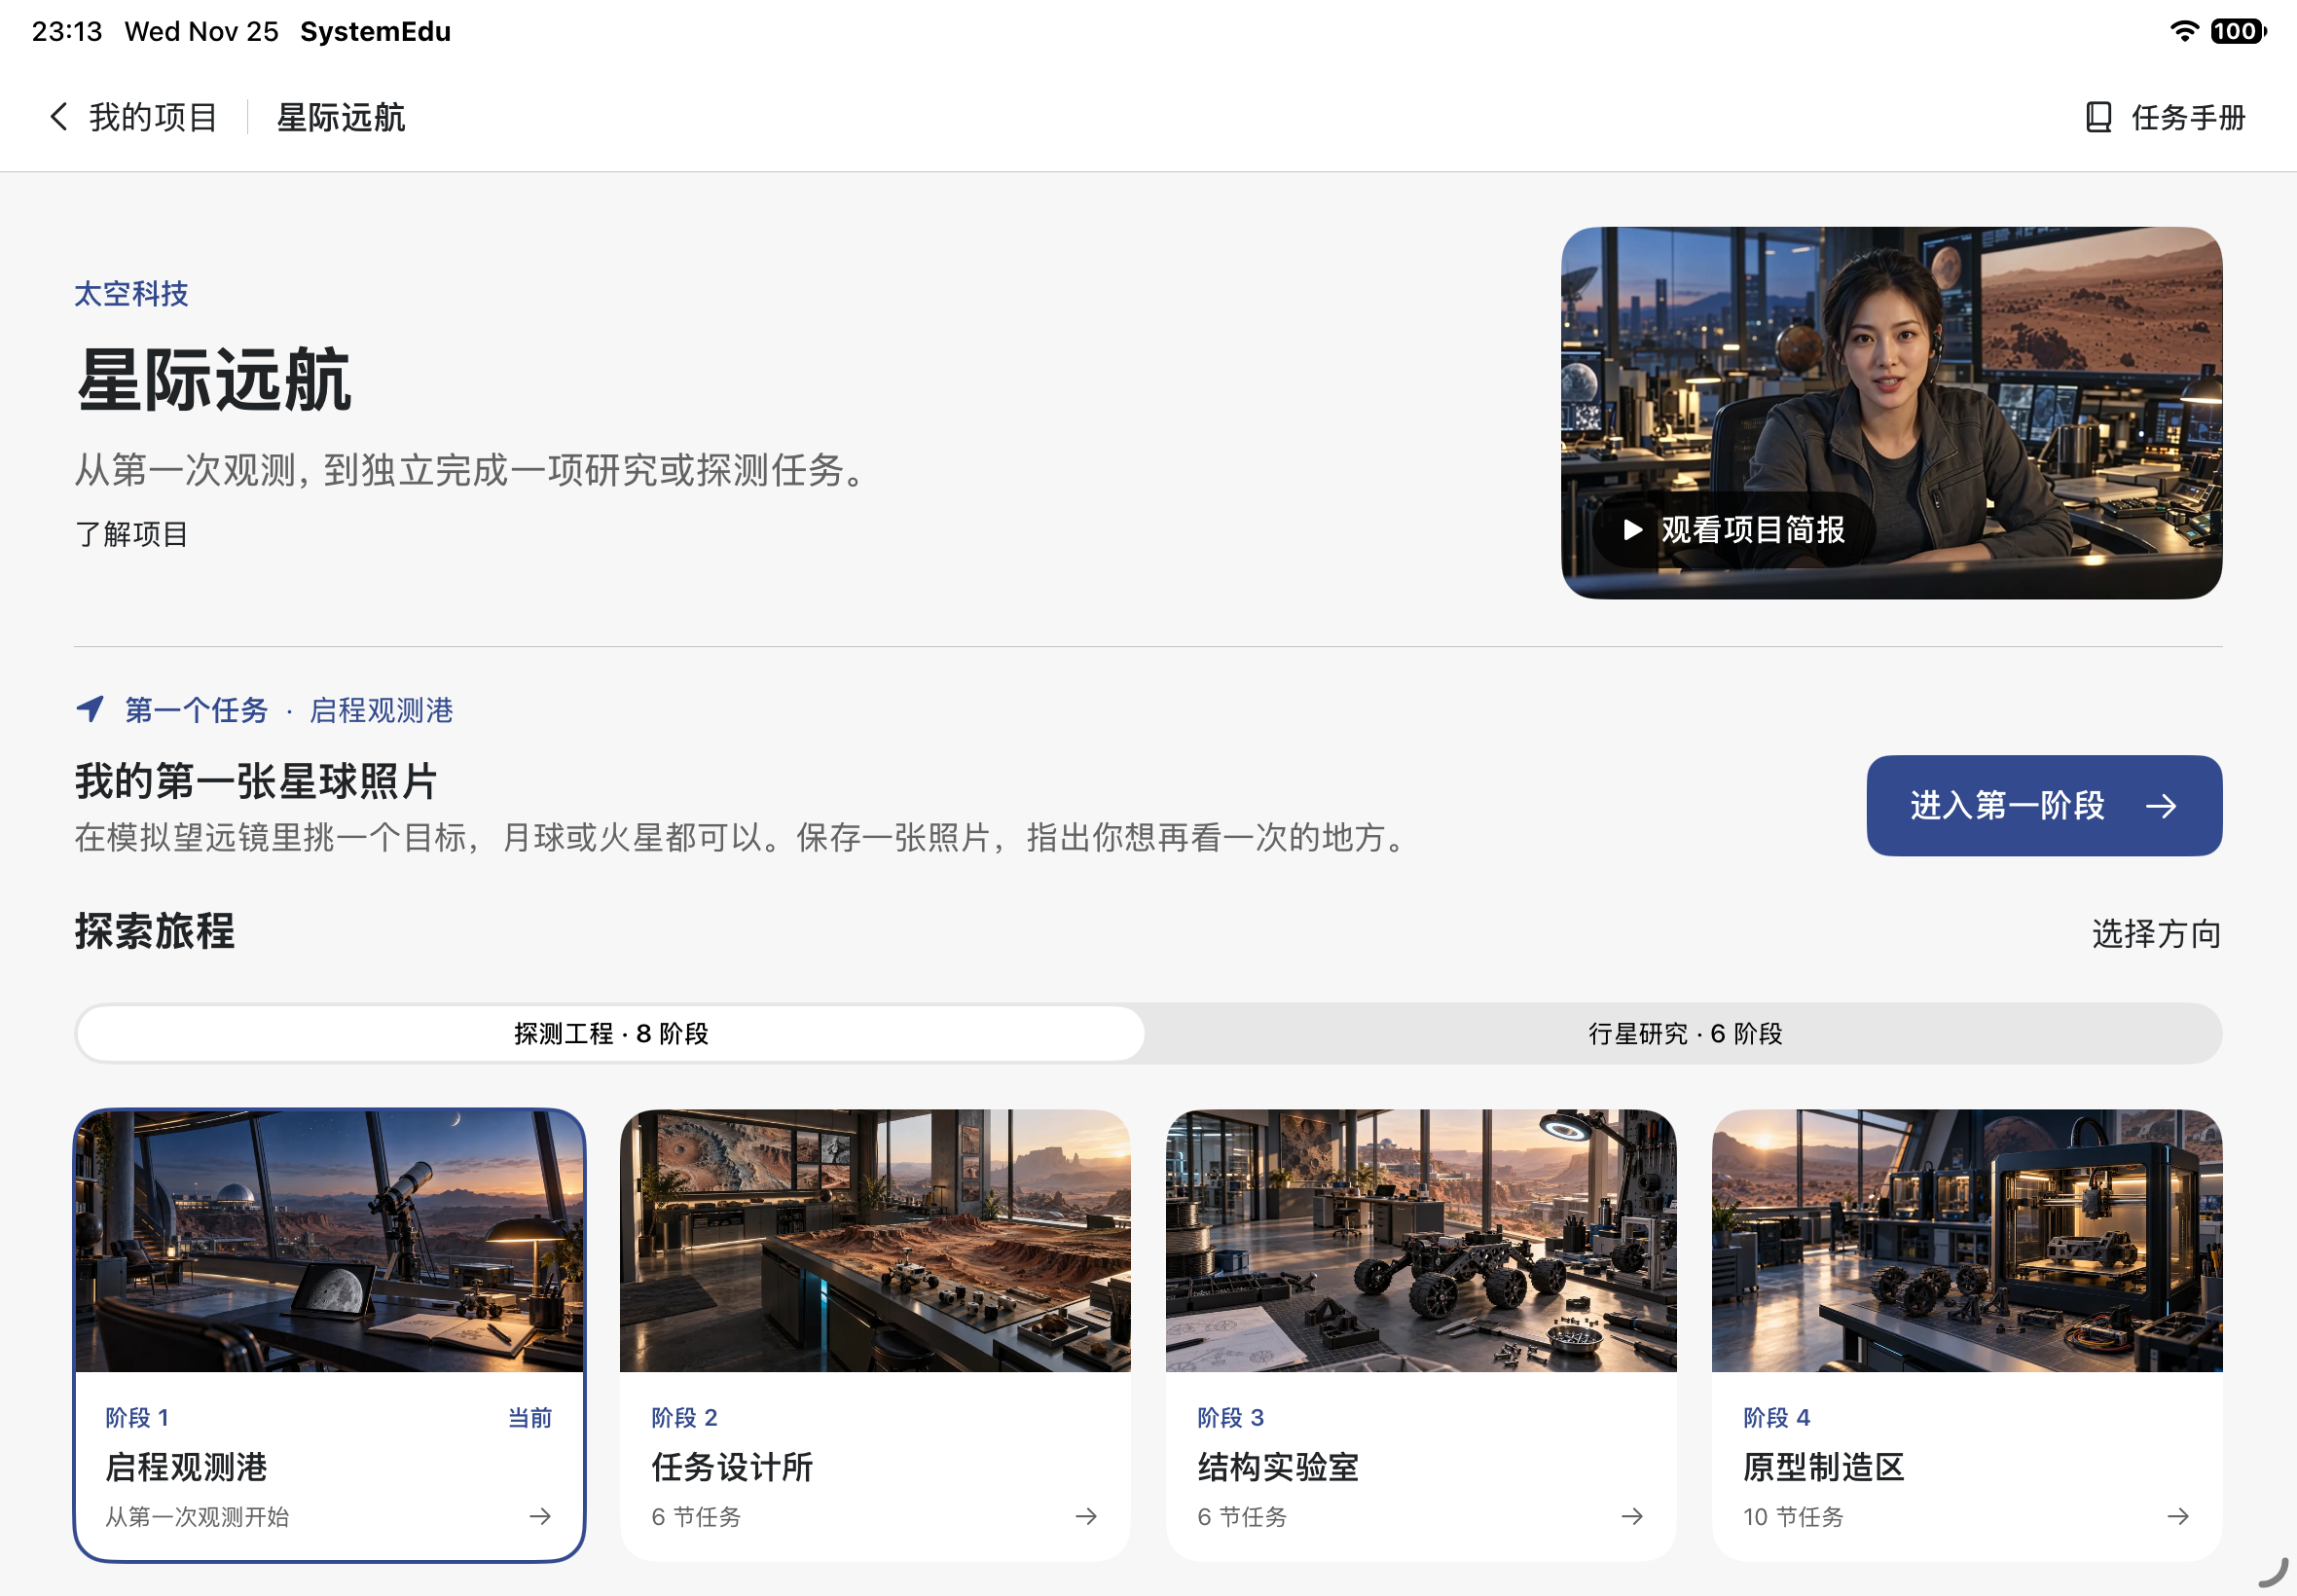 23:13 Wed Nov 25 SystemEdu
100
我的项目 星际远航
任务手册
太空科技
星际远航
从第一次观测, 到独立完成一项研究或探测任务。
了解项目
观看项目简报
第一个任务 · 启程观测港
我的第一张星球照片
在模拟望远镜里挑一个目标，月球或火星都可以。保存一张照片，指出你想再看一次的地方。
进入第一阶段
探索旅程
选择方向
探测工程 · 8 阶段
行星研究 · 6 阶段
阶段 1 当前
启程观测港
从第一次观测开始
阶段 2
任务设计所
6 节任务
阶段 3
结构实验室
6 节任务
阶段 4
原型制造区
10 节任务